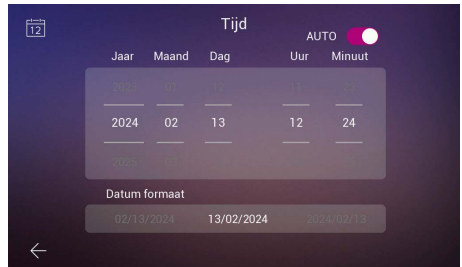 12
Tijd
AUTO
Jaar Maand Dag Uur Minuut
2024 02 13 12 24
Datum formaat
02/13/2024 13/02/2024 2024/02/13